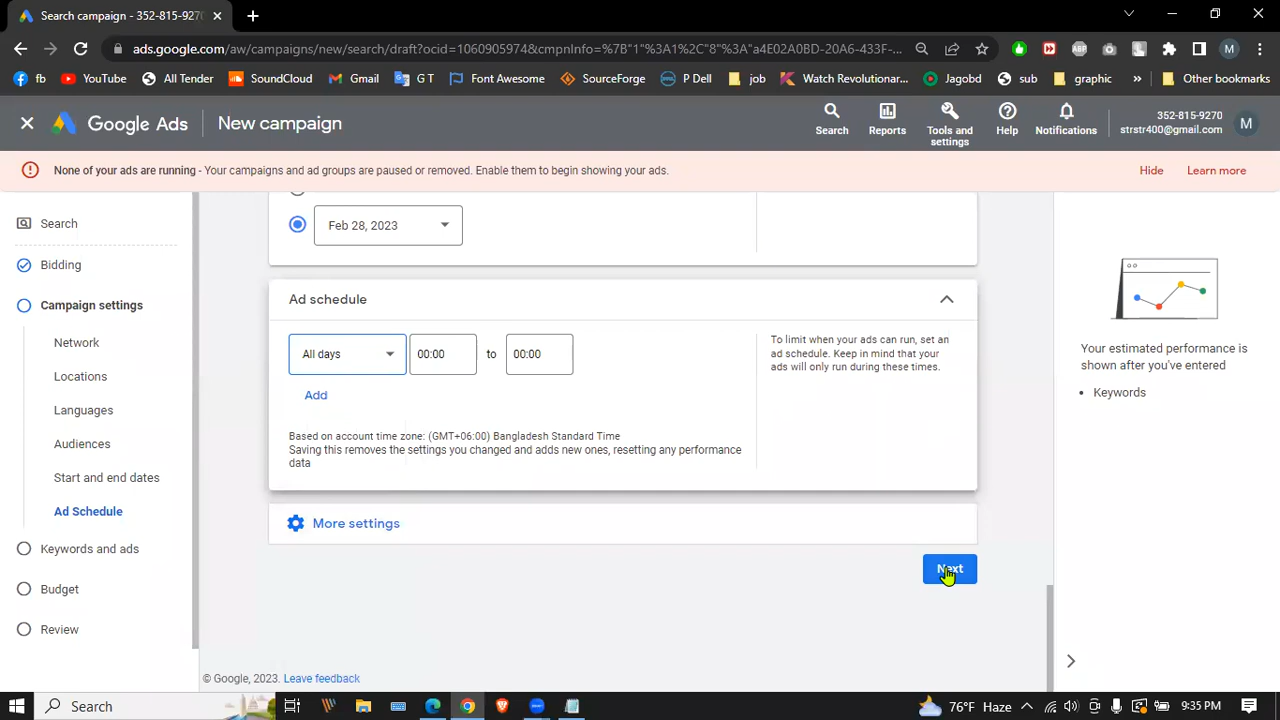 Search campaign - 352-815-9270
ads.google.com/aw/campaigns/new/search/draft?ocid=1060905974&cmpnInfo=%7B"1"%3A1%2C"8"%3A"a4E02A0BD-20A6-433F-...
fb
YouTube
All Tender
SoundCloud
Gmail
G T
Font Awesome
SourceForge
P Dell
job
Watch Revolutionar...
Jagobd
sub
graphic
»
Other bookmarks
Google Ads
New campaign
Search
Reports
Tools and
settings
Help
Notifications
352-815-9270
strstr400@gmail.com
M
None of your ads are running - Your campaigns and ad groups are paused or removed. Enable them to begin showing your ads.
Hide
Learn more
Search
Bidding
Campaign settings
Network
Locations
Languages
Audiences
Start and end dates
Ad Schedule
Keywords and ads
Budget
Review
Feb 28, 2023
Ad schedule
All days
00:00
to
00:00
Add
Based on account time zone: (GMT+06:00) Bangladesh Standard Time
Saving this removes the settings you changed and adds new ones, resetting any performance
data
To limit when your ads can run, set an
ad schedule. Keep in mind that your
ads will only run during these times.
More settings
Next
Your estimated performance is
shown after you've entered
• Keywords
© Google, 2023.
Leave feedback
Search
76°F Haze
9:35 PM